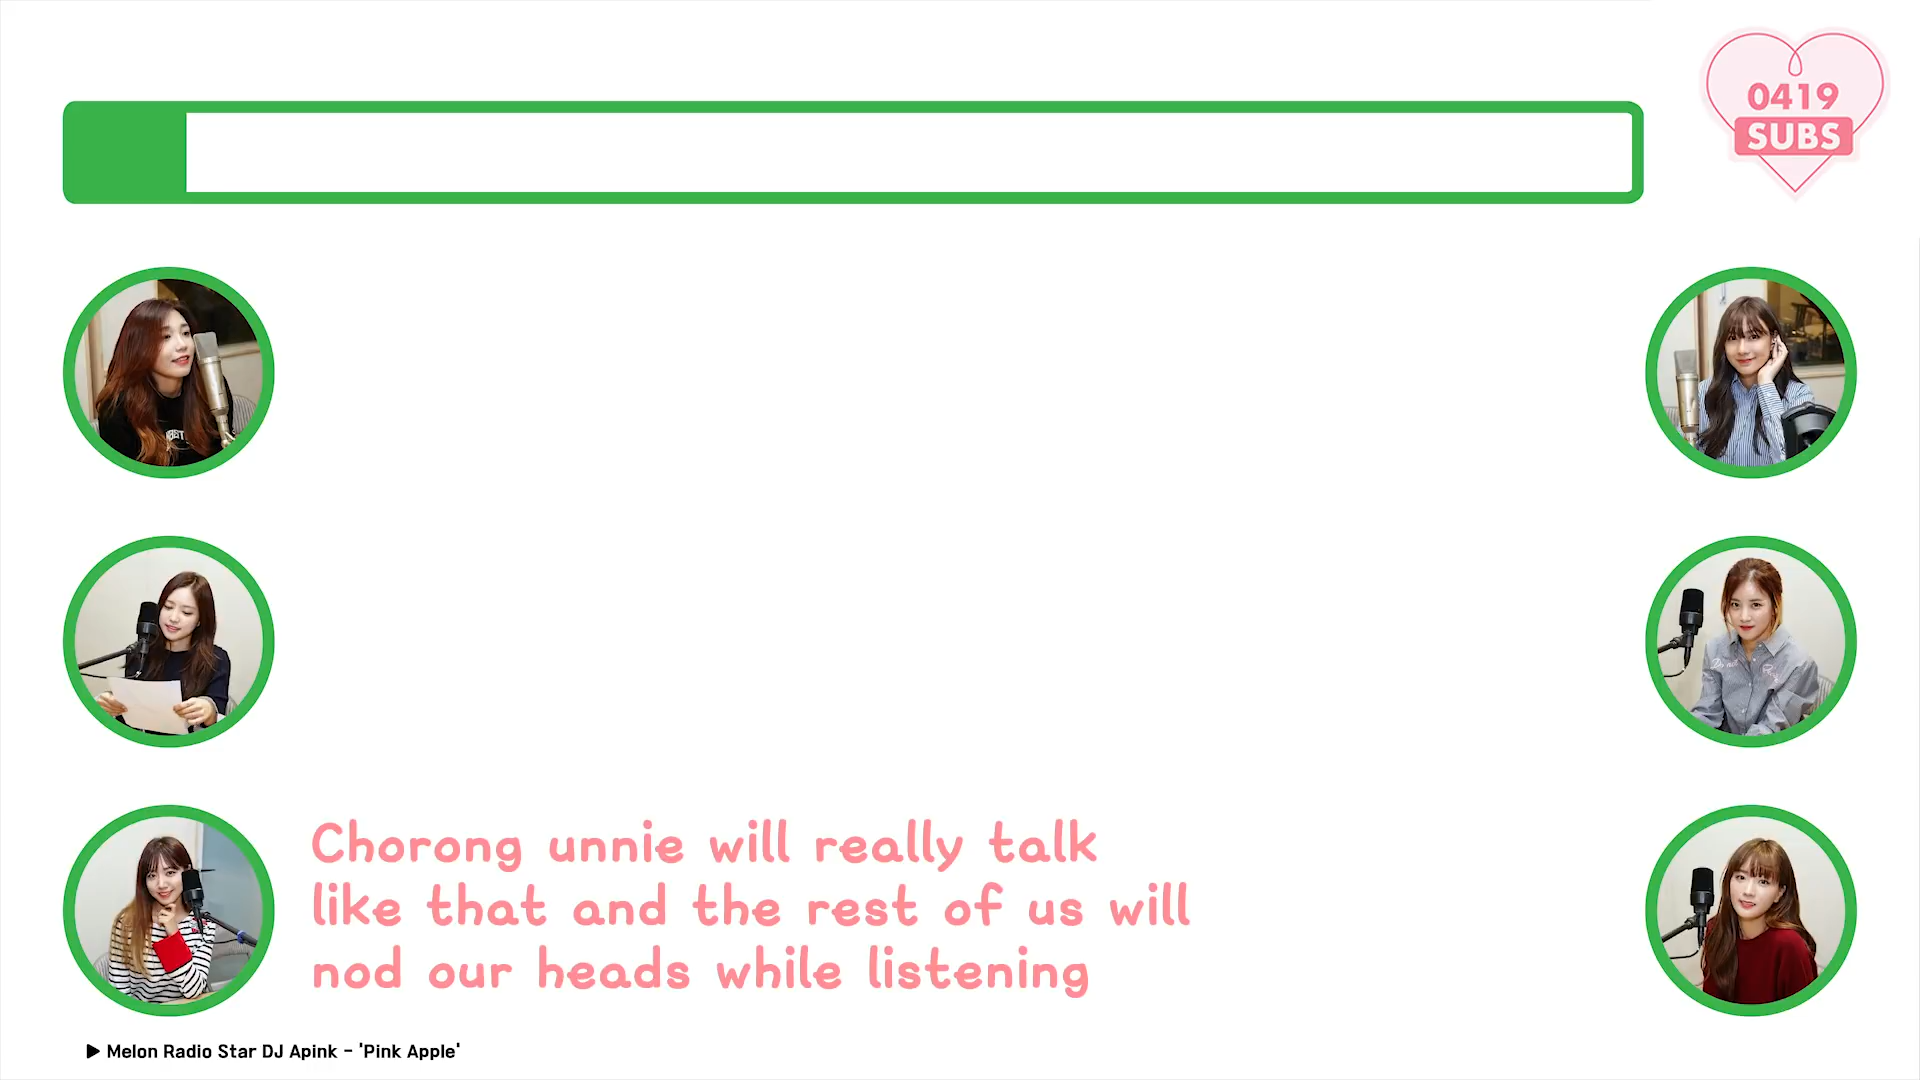 0419
SUBS
Chorong unnie will really talk
like that and the rest of us will
nod our heads while listening
▶ Melon Radio Star DJ Apink - 'Pink Apple'